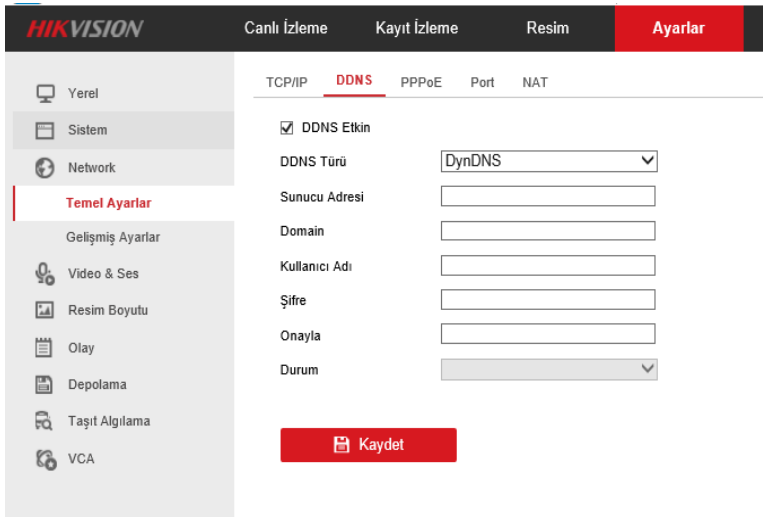 HIKVISION Canlı İzleme Kayıt İzleme Resim Ayarlar
TCP/IP DDNS PPPoE Port NAT
Yerel
Sistem
Network
Temel Ayarlar
Gelişmiş Ayarlar
Video & Ses
Resim Boyutu
Olay
Depolama
Taşıt Algılama
VCA
DDNS Etkin
DDNS Türü DynDNS
Sunucu Adresi
Domain
Kullanıcı Adı
Şifre
Onayla
Durum
Kaydet